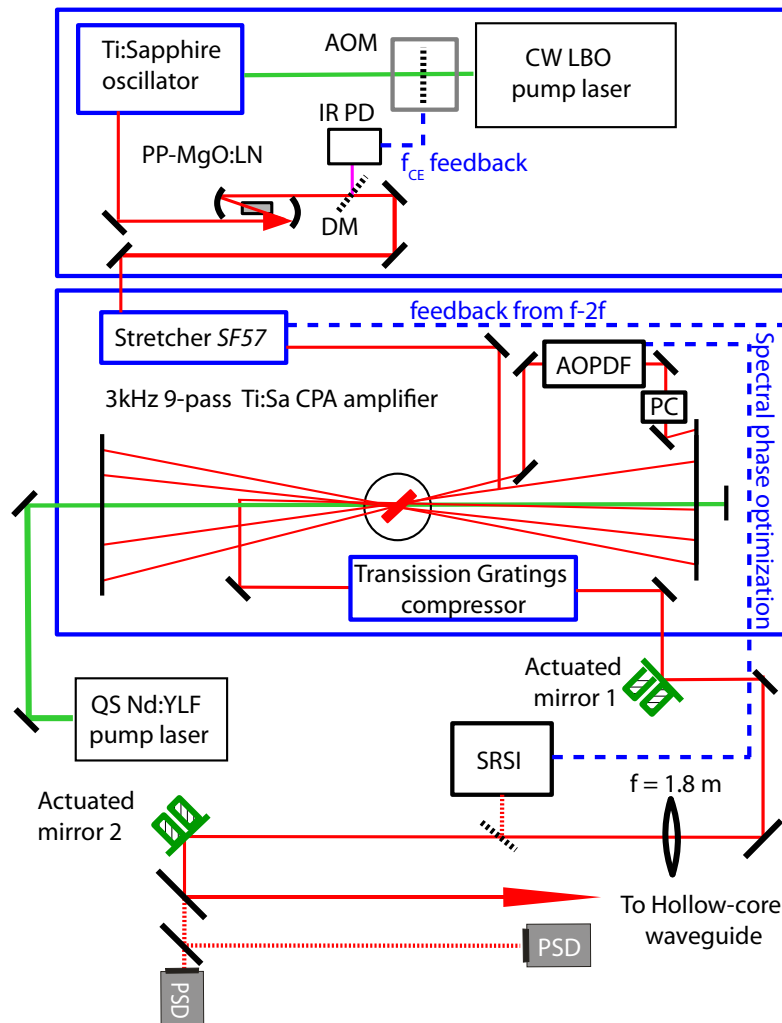 Ti:Sapphire
oscillator
AOM
CW LBO
pump laser
IR PD
PP-MgO:LN
f_CE feedback
DM
feedback from f-2f
Stretcher SF57
AOPDF
3kHz 9-pass Ti:Sa CPA amplifier
PC
Spectral phase optimization
Transission Gratings
compressor
Actuated
mirror 1
QS Nd:YLF
pump laser
SRSI
f = 1.8 m
Actuated
mirror 2
To Hollow-core
waveguide
PSD
PSD